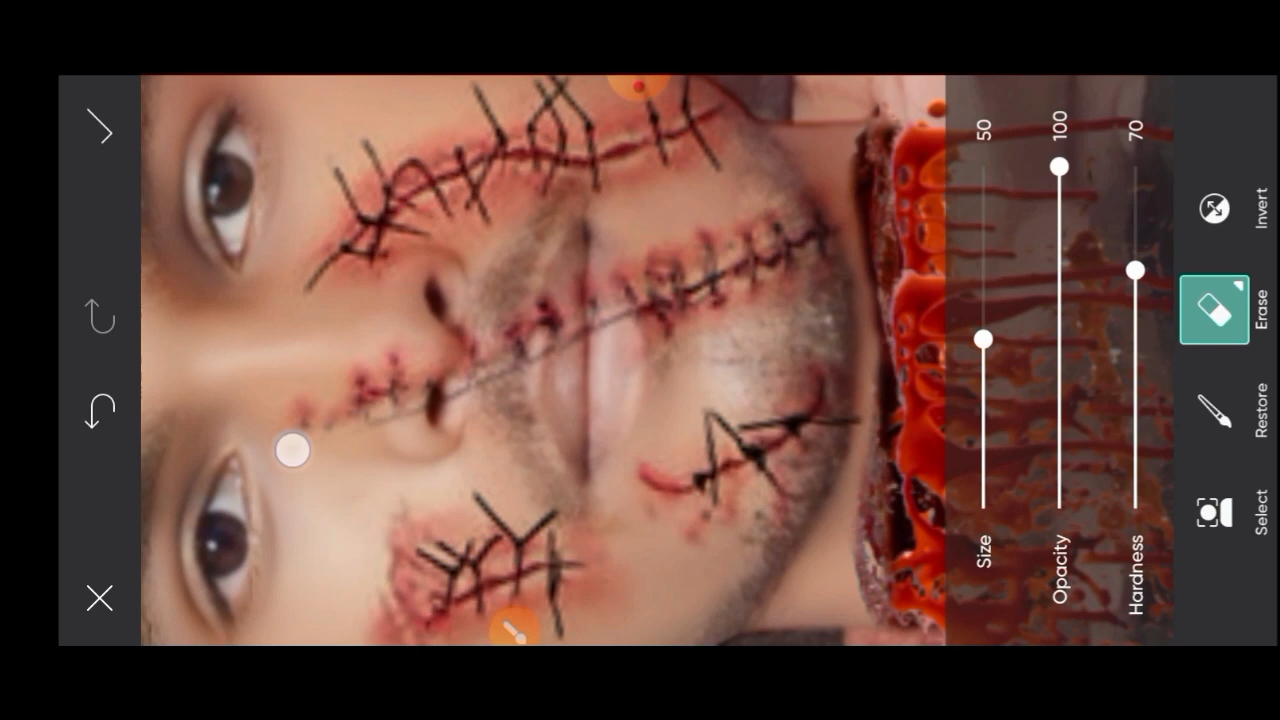 Size 50
Opacity 100
Hardness 70
Select
Restore
Erase
Invert